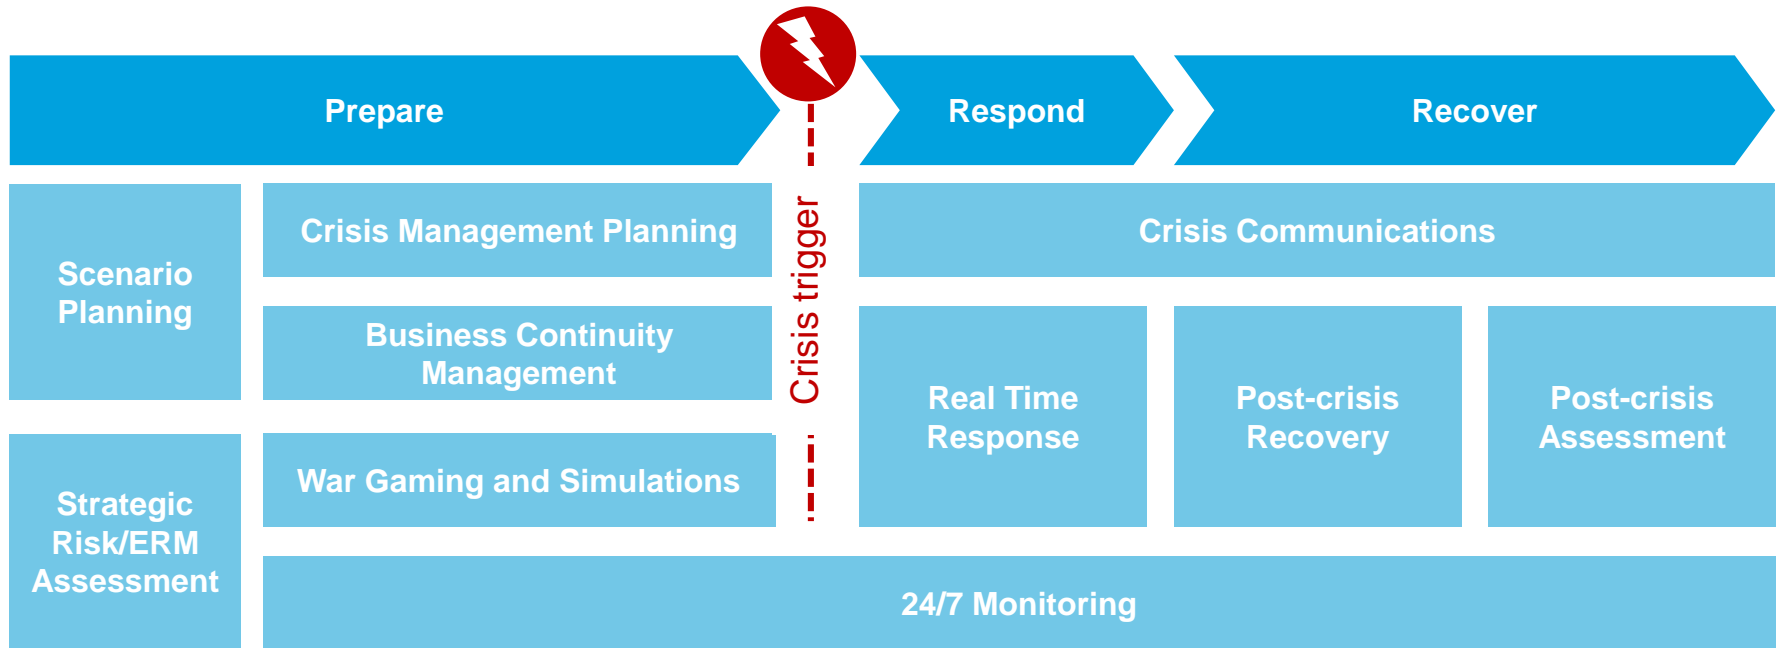 Prepare
Respond
Recover
Scenario
Planning
Crisis Management Planning
Business Continuity
Management
Strategic
Risk/ERM
Assessment
War Gaming and Simulations
Crisis trigger
Crisis Communications
Real Time
Response
Post-crisis
Recovery
Post-crisis
Assessment
24/7 Monitoring